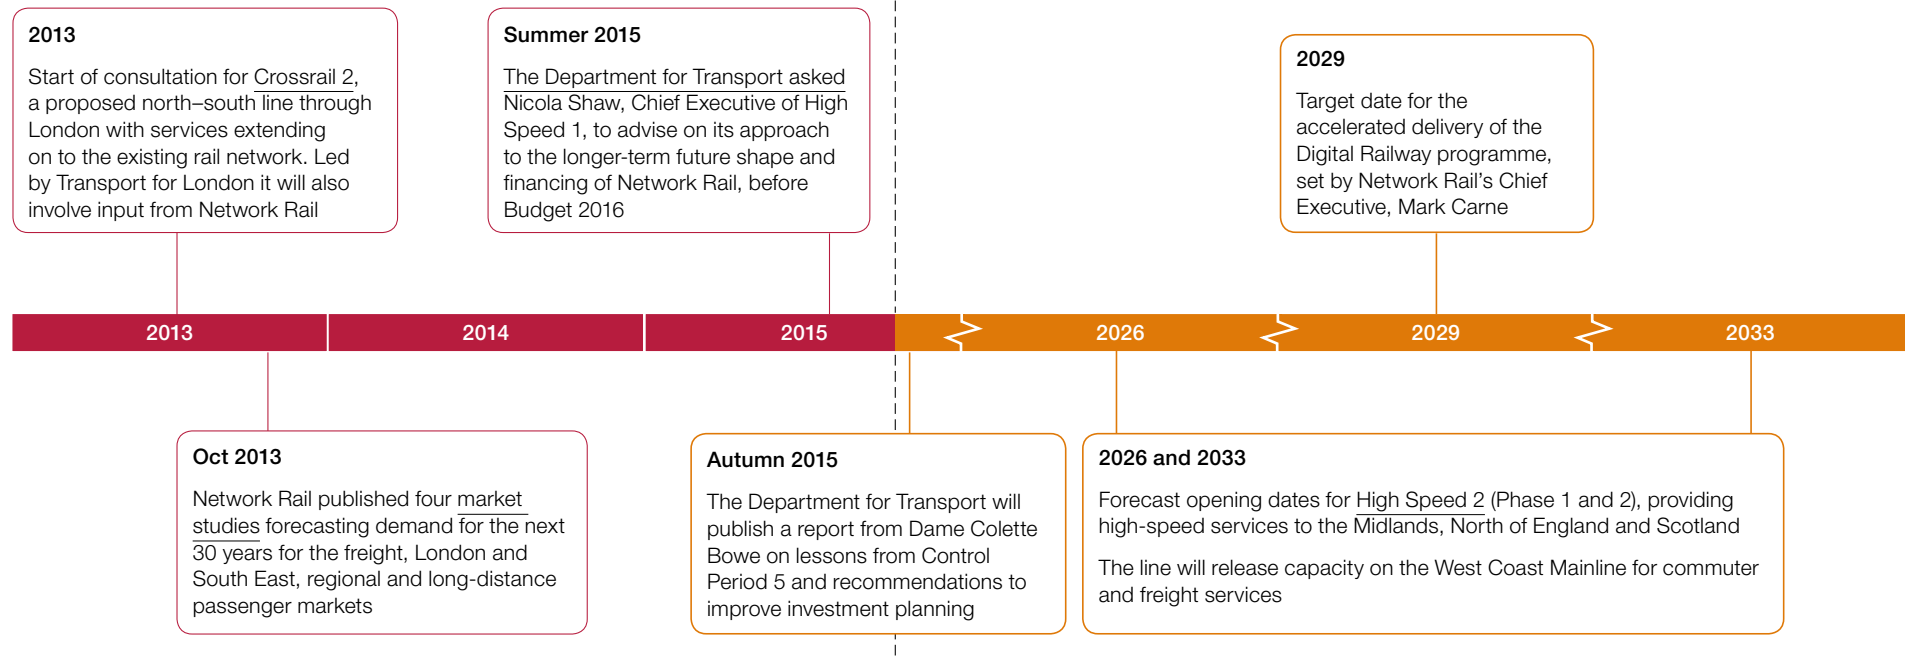 2013
Start of consultation for Crossrail 2,
a proposed north–south line through
London with services extending
on to the existing rail network. Led
by Transport for London it will also
involve input from Network Rail
Summer 2015
The Department for Transport asked
Nicola Shaw, Chief Executive of High
Speed 1, to advise on its approach
to the longer-term future shape and
financing of Network Rail, before
Budget 2016
2029
Target date for the
accelerated delivery of the
Digital Railway programme,
set by Network Rail’s Chief
Executive, Mark Carne
2013
2014
2015
2026
2029
2033
Oct 2013
Network Rail published four market
studies forecasting demand for the next
30 years for the freight, London and
South East, regional and long-distance
passenger markets
Autumn 2015
The Department for Transport will
publish a report from Dame Colette
Bowe on lessons from Control
Period 5 and recommendations to
improve investment planning
2026 and 2033
Forecast opening dates for High Speed 2 (Phase 1 and 2), providing
high-speed services to the Midlands, North of England and Scotland
The line will release capacity on the West Coast Mainline for commuter
and freight services